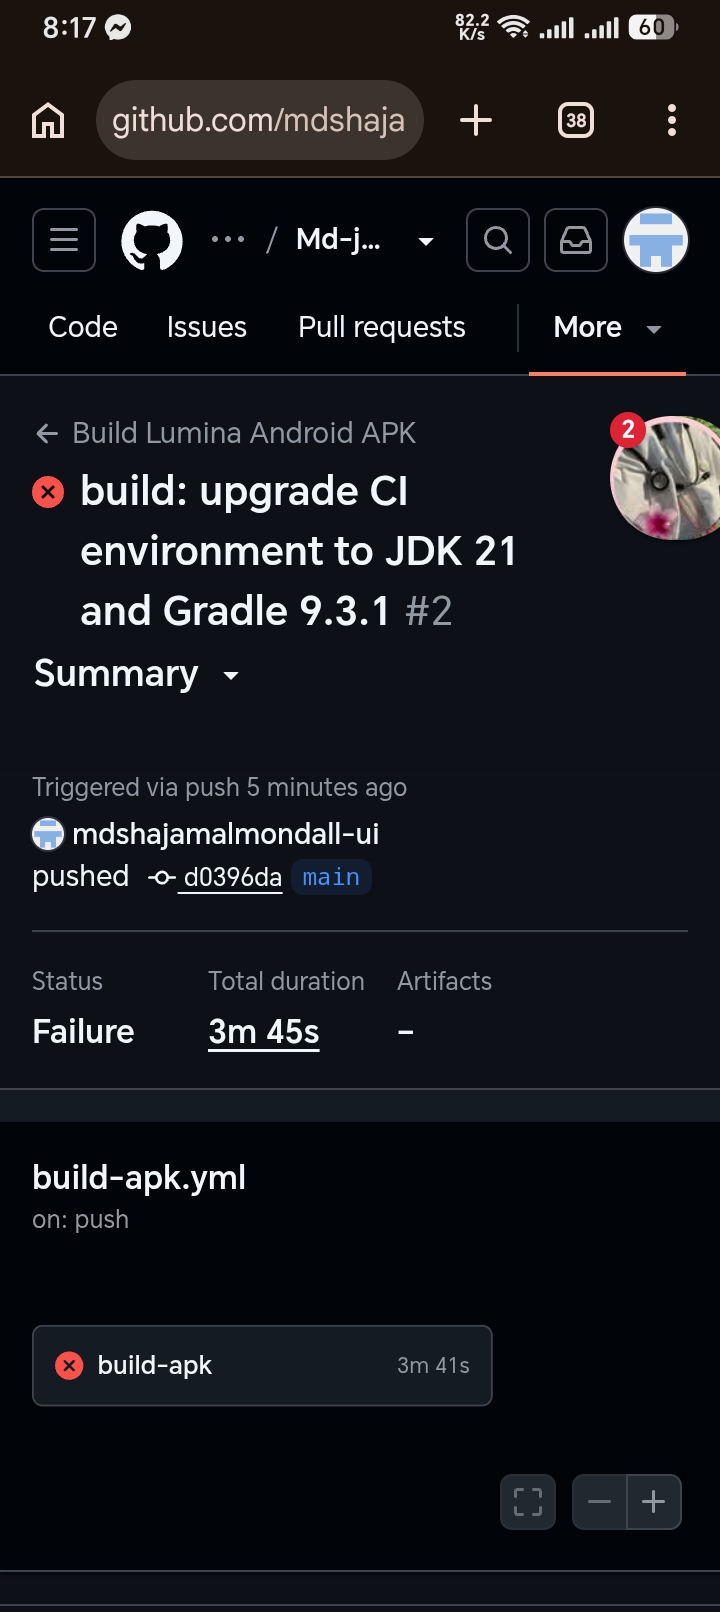 8:17
82.2
K/s
60
github.com/mdshaja
38
/ Md-j...
Code Issues Pull requests More
← Build Lumina Android APK
2
build: upgrade CI
environment to JDK 21
and Gradle 9.3.1 #2
Summary
Triggered via push 5 minutes ago
mdshajamalmondall-ui
pushed d0396da main
Status Total duration Artifacts
Failure 3m 45s –
build-apk.yml
on: push
build-apk 3m 41s